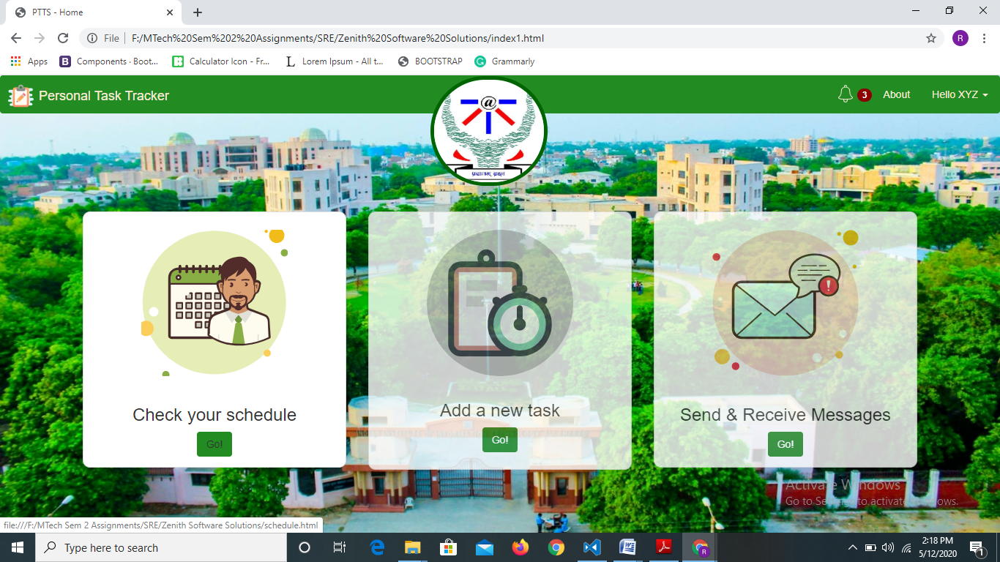 PTTS - Home
File
F:/MTech%20Sem%202%20Assignments/SRE/Zenith%20Software%20Solutions/index1.html
R
Apps
B
Components · Boot...
Calculator Icon - Fr...
L
Lorem Ipsum - All t...
BOOTSTRAP
Grammarly
Personal Task Tracker
@
3
About
Hello XYZ
Check your schedule
Go!
Add a new task
Go!
Send & Receive Messages
Go!
Activate Windows
Go to Settings to activate Windows.
file:///F:/MTech Sem 2 Assignments/SRE/Zenith Software Solutions/schedule.html
Type here to search
R
2:18 PM
5/12/2020
1